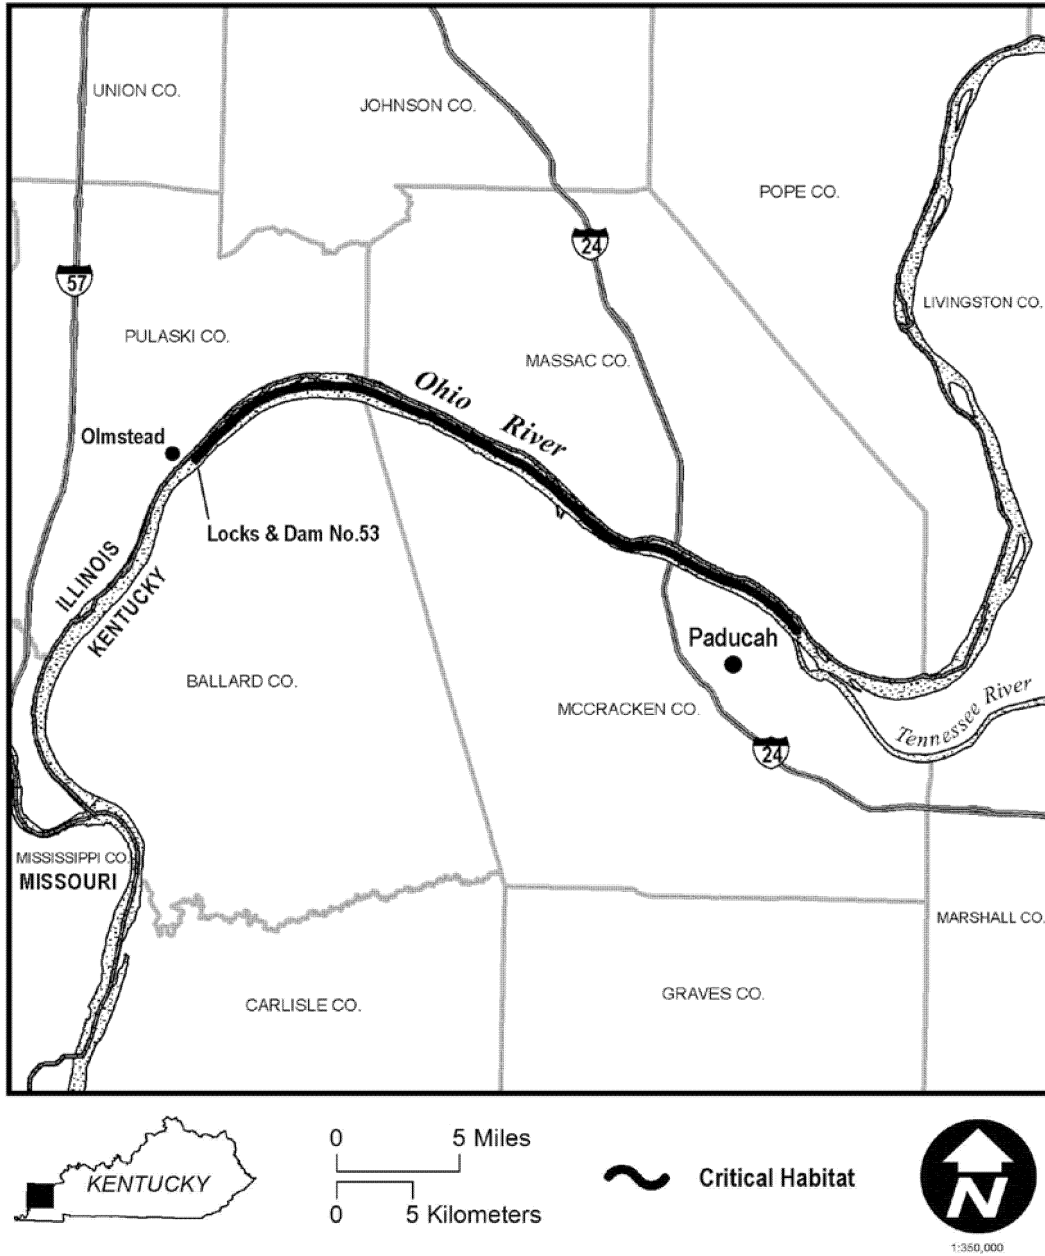 UNION CO.
JOHNSON CO.
POPE CO.
24
57
LIVINGSTON CO.
PULASKI CO.
MASSAC CO.
Ohio River
Olmstead
Locks & Dam No.53
ILLINOIS
KENTUCKY
Paducah
BALLARD CO.
MCCRACKEN CO.
Tennessee River
24
MISSISSIPPI CO.
MISSOURI
MARSHALL CO.
CARLISLE CO.
GRAVES CO.
KENTUCKY
0 5 Miles
0 5 Kilometers
Critical Habitat
N
1:350,000